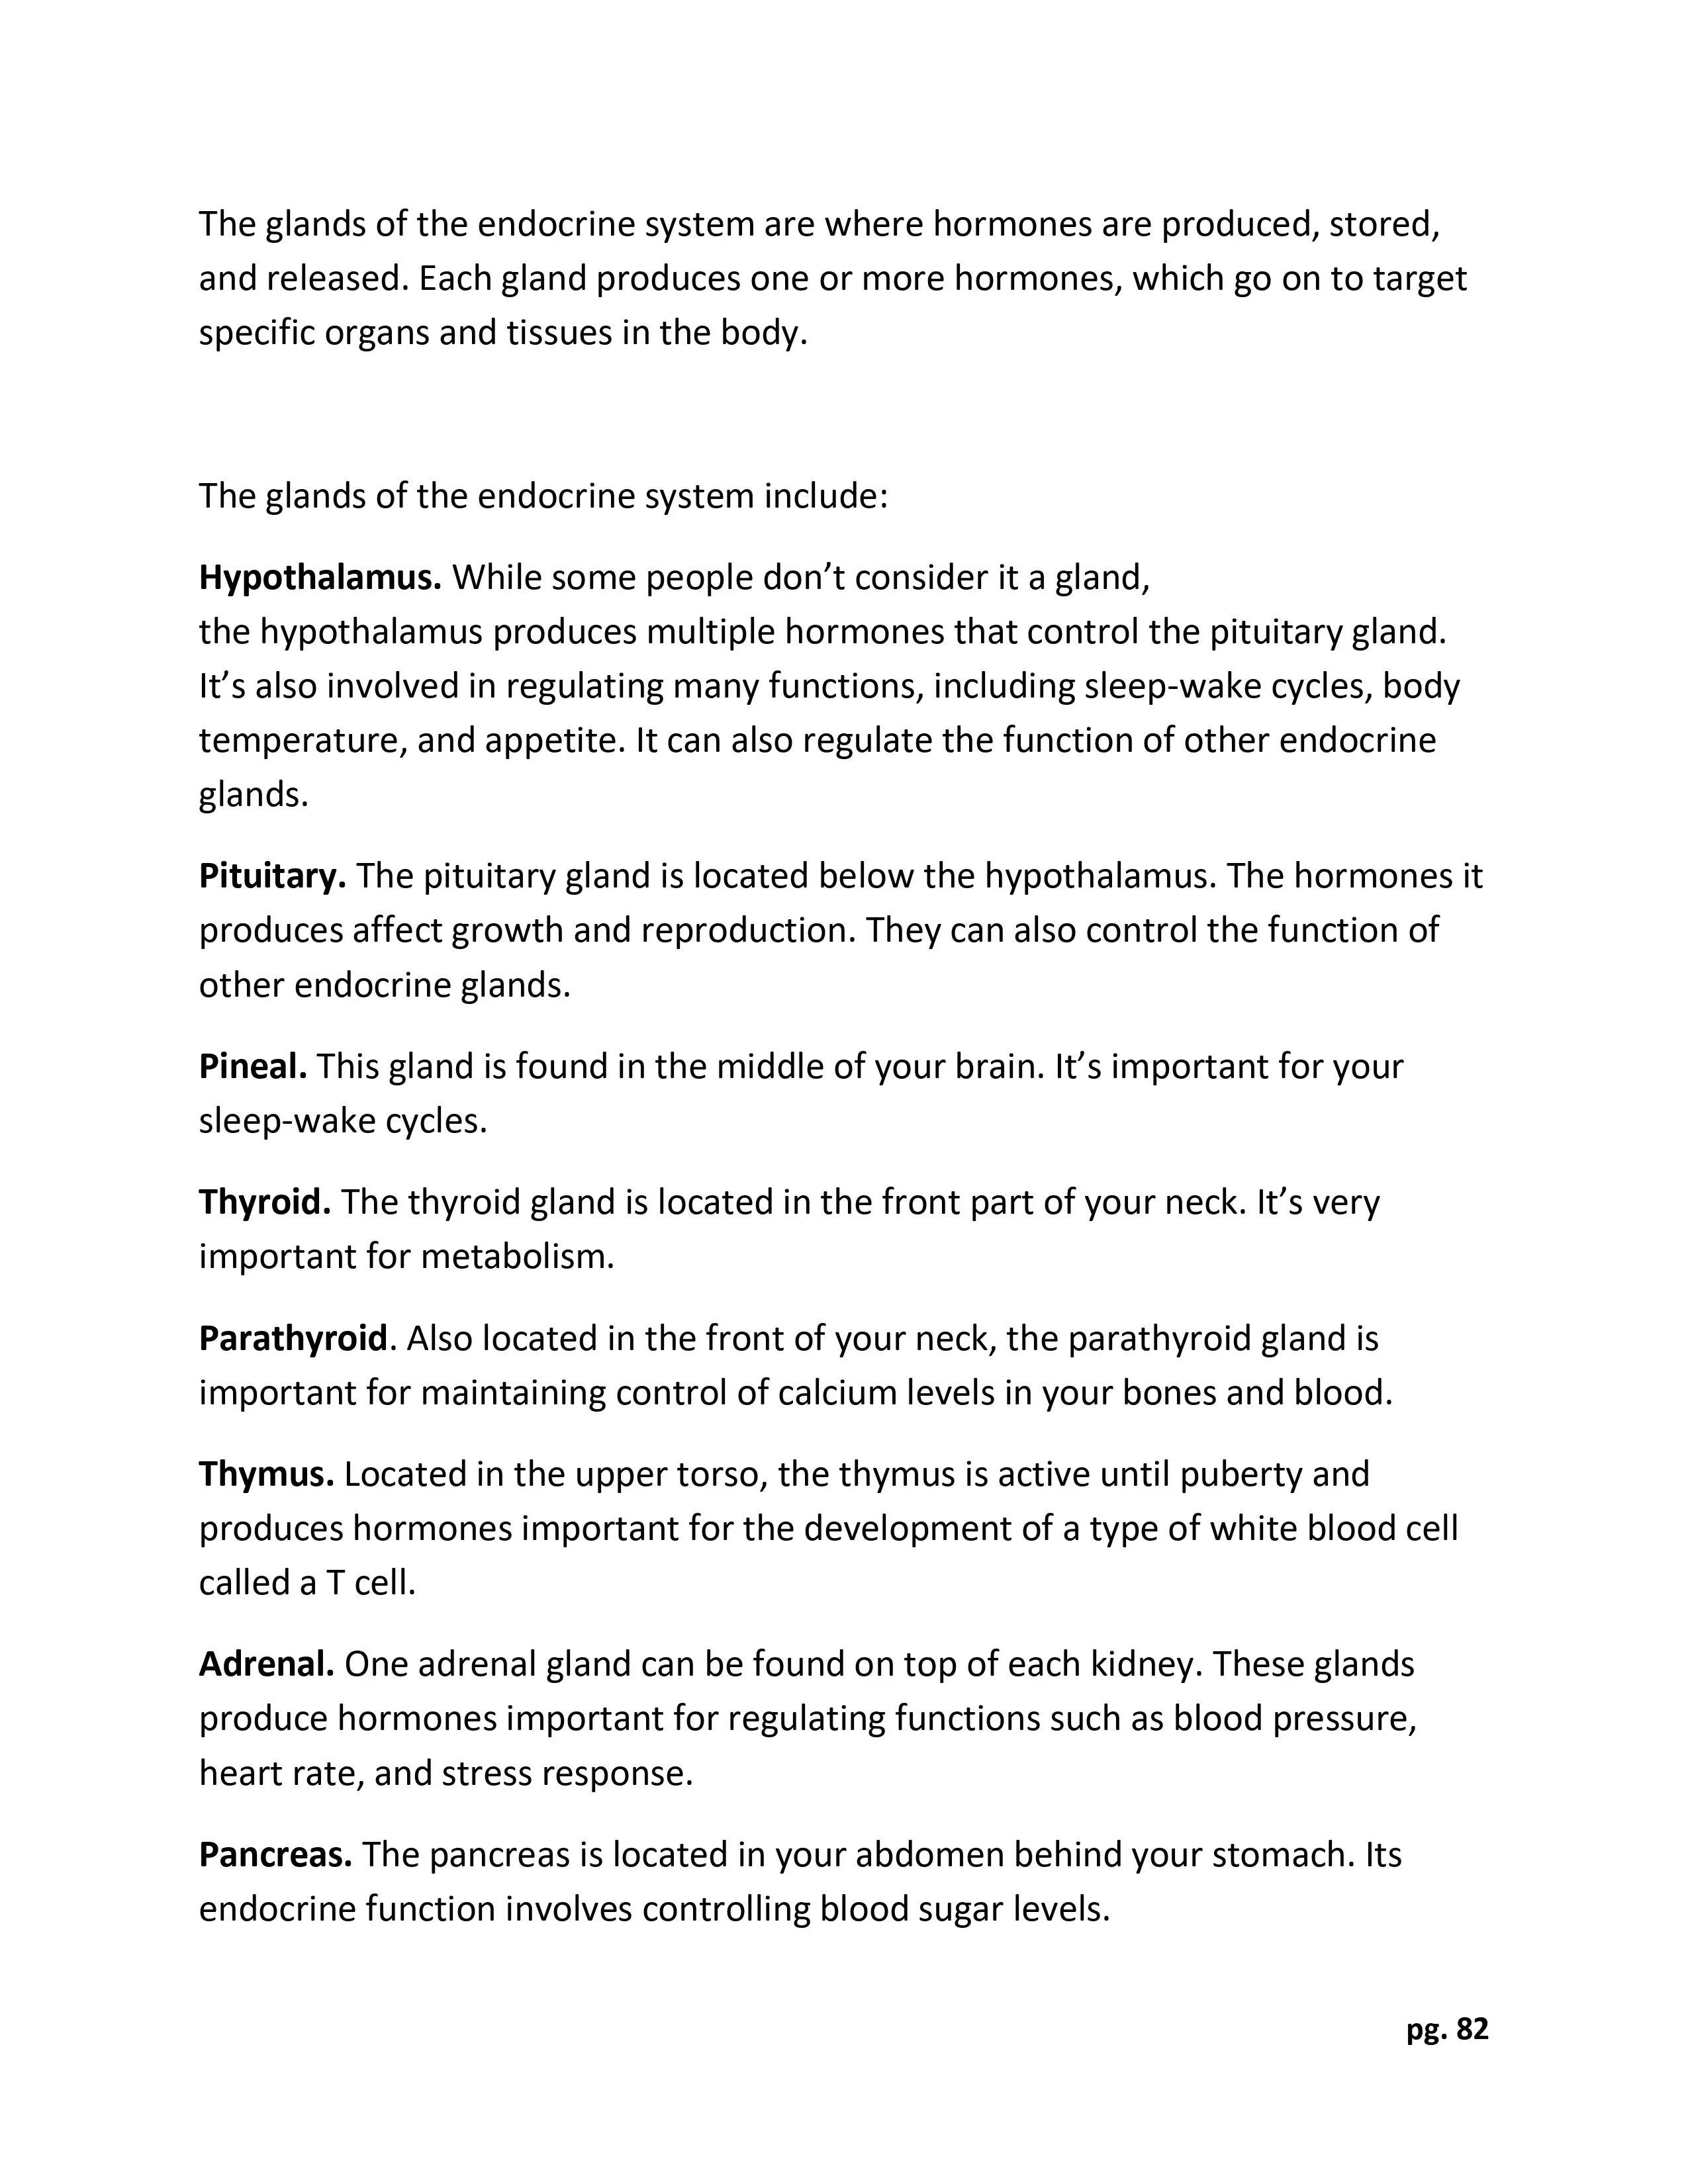 The glands of the endocrine system are where hormones are produced, stored,
and released. Each gland produces one or more hormones, which go on to target
specific organs and tissues in the body.
The glands of the endocrine system include:
Hypothalamus. While some people don’t consider it a gland,
the hypothalamus produces multiple hormones that control the pituitary gland.
It’s also involved in regulating many functions, including sleep-wake cycles, body
temperature, and appetite. It can also regulate the function of other endocrine
glands.
Pituitary. The pituitary gland is located below the hypothalamus. The hormones it
produces affect growth and reproduction. They can also control the function of
other endocrine glands.
Pineal. This gland is found in the middle of your brain. It’s important for your
sleep-wake cycles.
Thyroid. The thyroid gland is located in the front part of your neck. It’s very
important for metabolism.
Parathyroid. Also located in the front of your neck, the parathyroid gland is
important for maintaining control of calcium levels in your bones and blood.
Thymus. Located in the upper torso, the thymus is active until puberty and
produces hormones important for the development of a type of white blood cell
called a T cell.
Adrenal. One adrenal gland can be found on top of each kidney. These glands
produce hormones important for regulating functions such as blood pressure,
heart rate, and stress response.
Pancreas. The pancreas is located in your abdomen behind your stomach. Its
endocrine function involves controlling blood sugar levels.
pg. 82